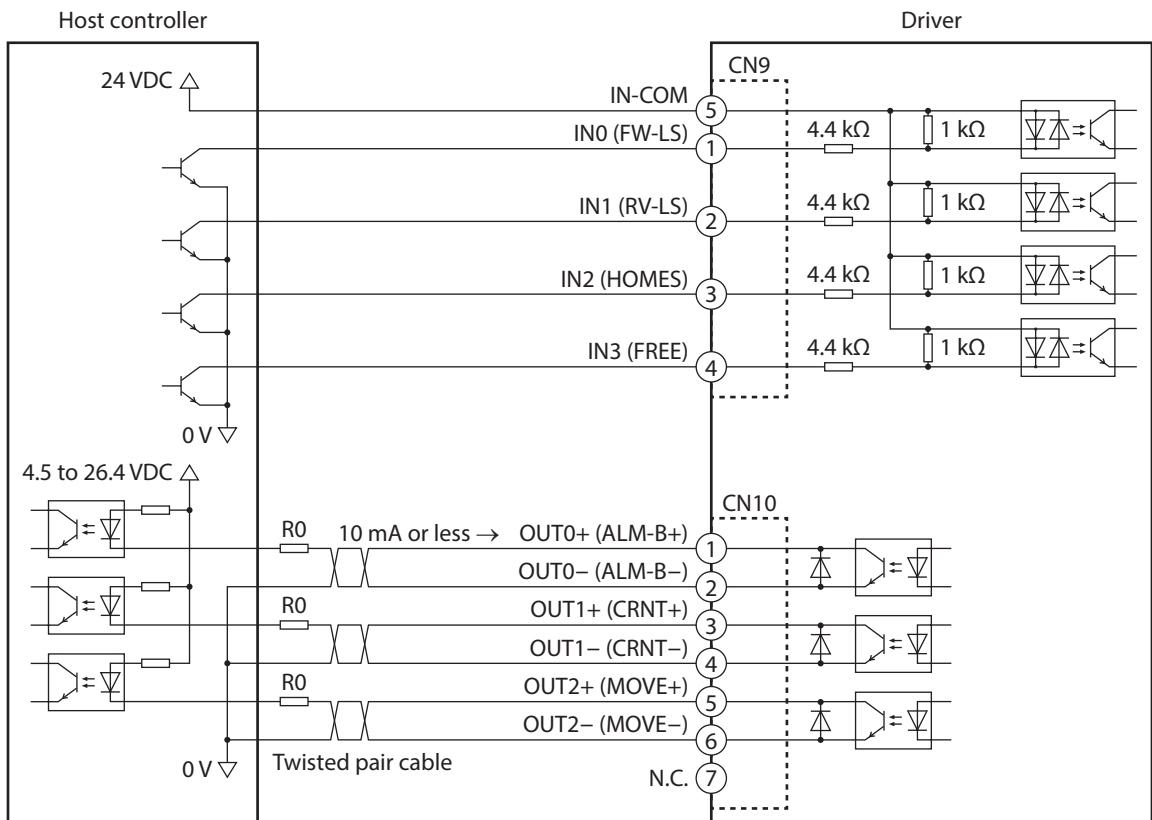 Host controller
Driver
24 VDC
CN9
IN-COM
5
IN0 (FW-LS)
1
4.4 kΩ
1 kΩ
IN1 (RV-LS)
2
4.4 kΩ
1 kΩ
IN2 (HOMES)
3
4.4 kΩ
1 kΩ
IN3 (FREE)
4
4.4 kΩ
1 kΩ
0 V
4.5 to 26.4 VDC
CN10
R0
10 mA or less →
OUT0+ (ALM-B+)
1
OUT0− (ALM-B−)
2
R0
OUT1+ (CRNT+)
3
OUT1− (CRNT−)
4
R0
OUT2+ (MOVE+)
5
OUT2− (MOVE−)
6
0 V
Twisted pair cable
N.C.
7